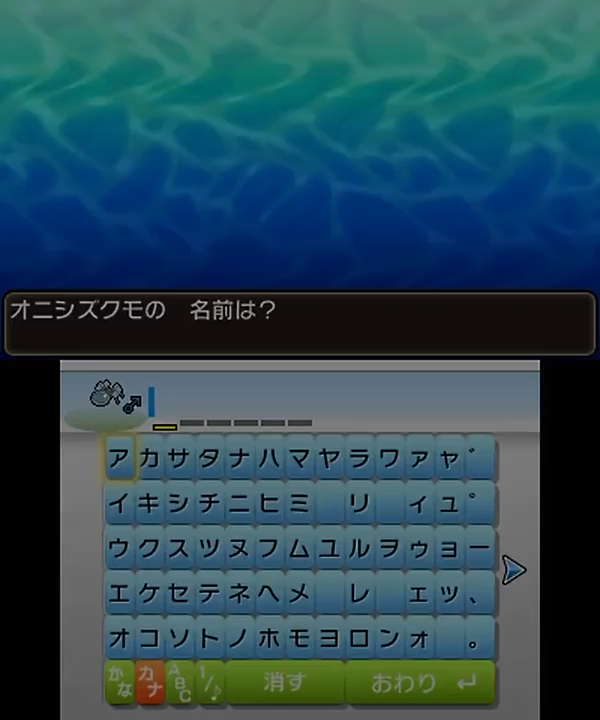 オニシズクモの　名前は？
♂
アカサタナハマヤラワァャ゛
イキシチニヒミ　リ　ィュ゜
ウクスツヌフムユルヲゥョー
エケセテネヘメ　レ　ェッ、
オコソトノホモヨロンォ　。
かな カナ ABC 1/♪ 消す おわり